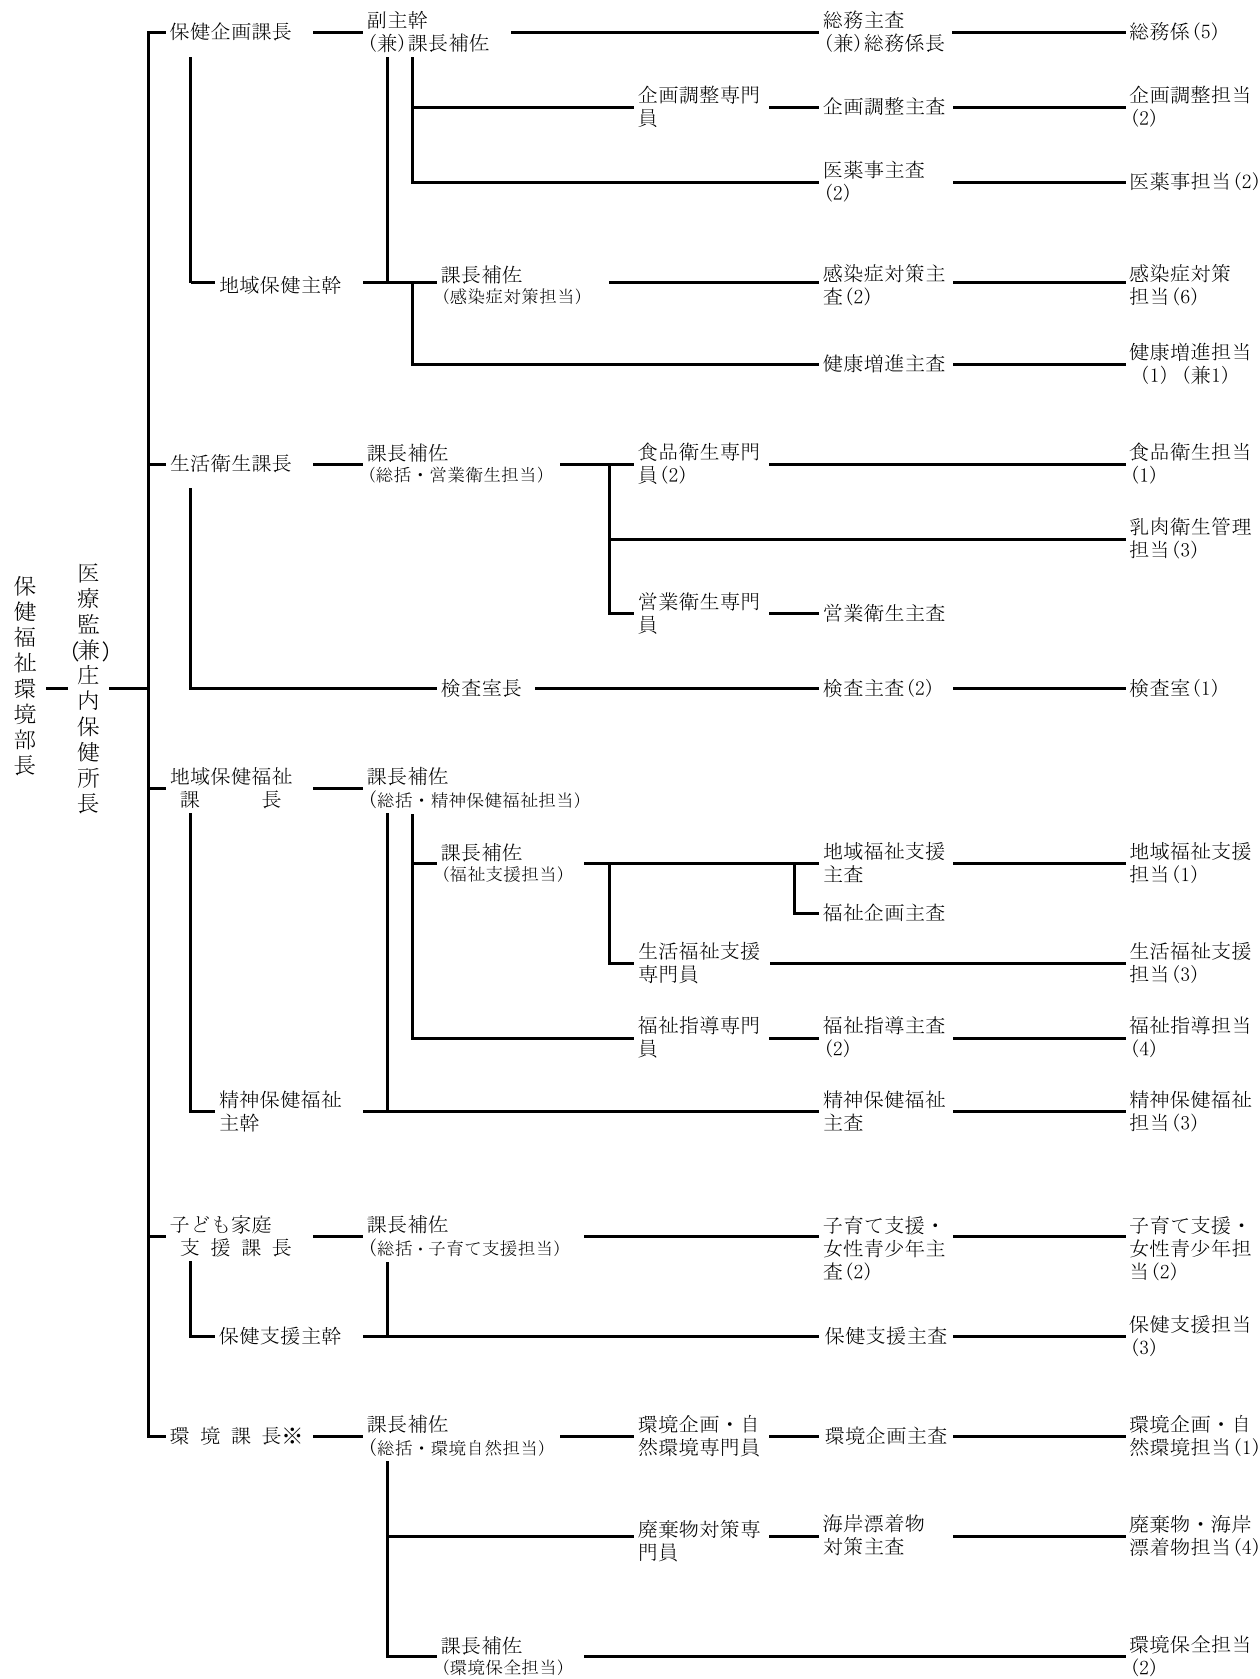 保健福祉環境部長
医療監(兼)庄内保健所長
保健企画課長
副主幹
(兼)課長補佐
総務主査
(兼)総務係長
総務係(5)
企画調整専門
員
企画調整主査
企画調整担当
(2)
医薬事主査
(2)
医薬事担当(2)
地域保健主幹
課長補佐
(感染症対策担当)
感染症対策主
査(2)
感染症対策
担当(6)
健康増進主査
健康増進担当
(1) (兼1)
生活衛生課長
課長補佐
(総括・営業衛生担当)
食品衛生専門
員(2)
食品衛生担当
(1)
乳肉衛生管理
担当(3)
営業衛生専門
員
営業衛生主査
検査室長
検査主査(2)
検査室(1)
地域保健福祉
課 長
課長補佐
(総括・精神保健福祉担当)
課長補佐
(福祉支援担当)
地域福祉支援
主査
地域福祉支援
担当(1)
福祉企画主査
生活福祉支援
専門員
生活福祉支援
担当(3)
福祉指導専門
員
福祉指導主査
(2)
福祉指導担当
(4)
精神保健福祉
主幹
精神保健福祉
主査
精神保健福祉
担当(3)
子ども家庭
支 援 課 長
課長補佐
(総括・子育て支援担当)
子育て支援・
女性青少年主
査(2)
子育て支援・
女性青少年担
当(2)
保健支援主幹
保健支援主査
保健支援担当
(3)
環 境 課 長※
課長補佐
(総括・環境自然担当)
環境企画・自
然環境専門員
環境企画主査
環境企画・自
然環境担当(1)
廃棄物対策専
門員
海岸漂着物
対策主査
廃棄物・海岸
漂着物担当(4)
課長補佐
(環境保全担当)
環境保全担当
(2)